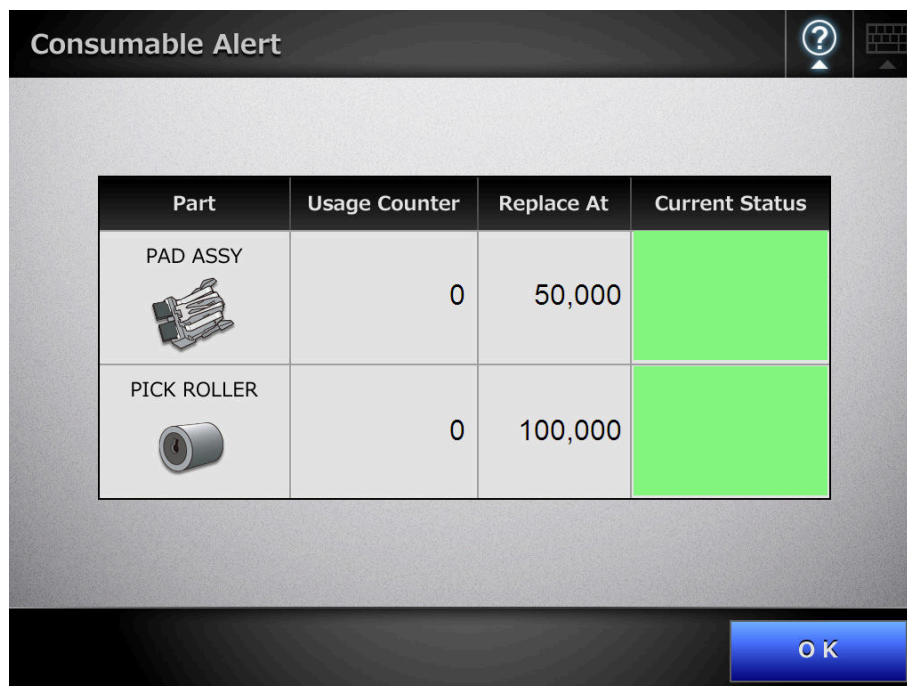 Consumable Alert
?
Part Usage Counter Replace At Current Status
PAD ASSY
0 50,000
PICK ROLLER
0 100,000
OK